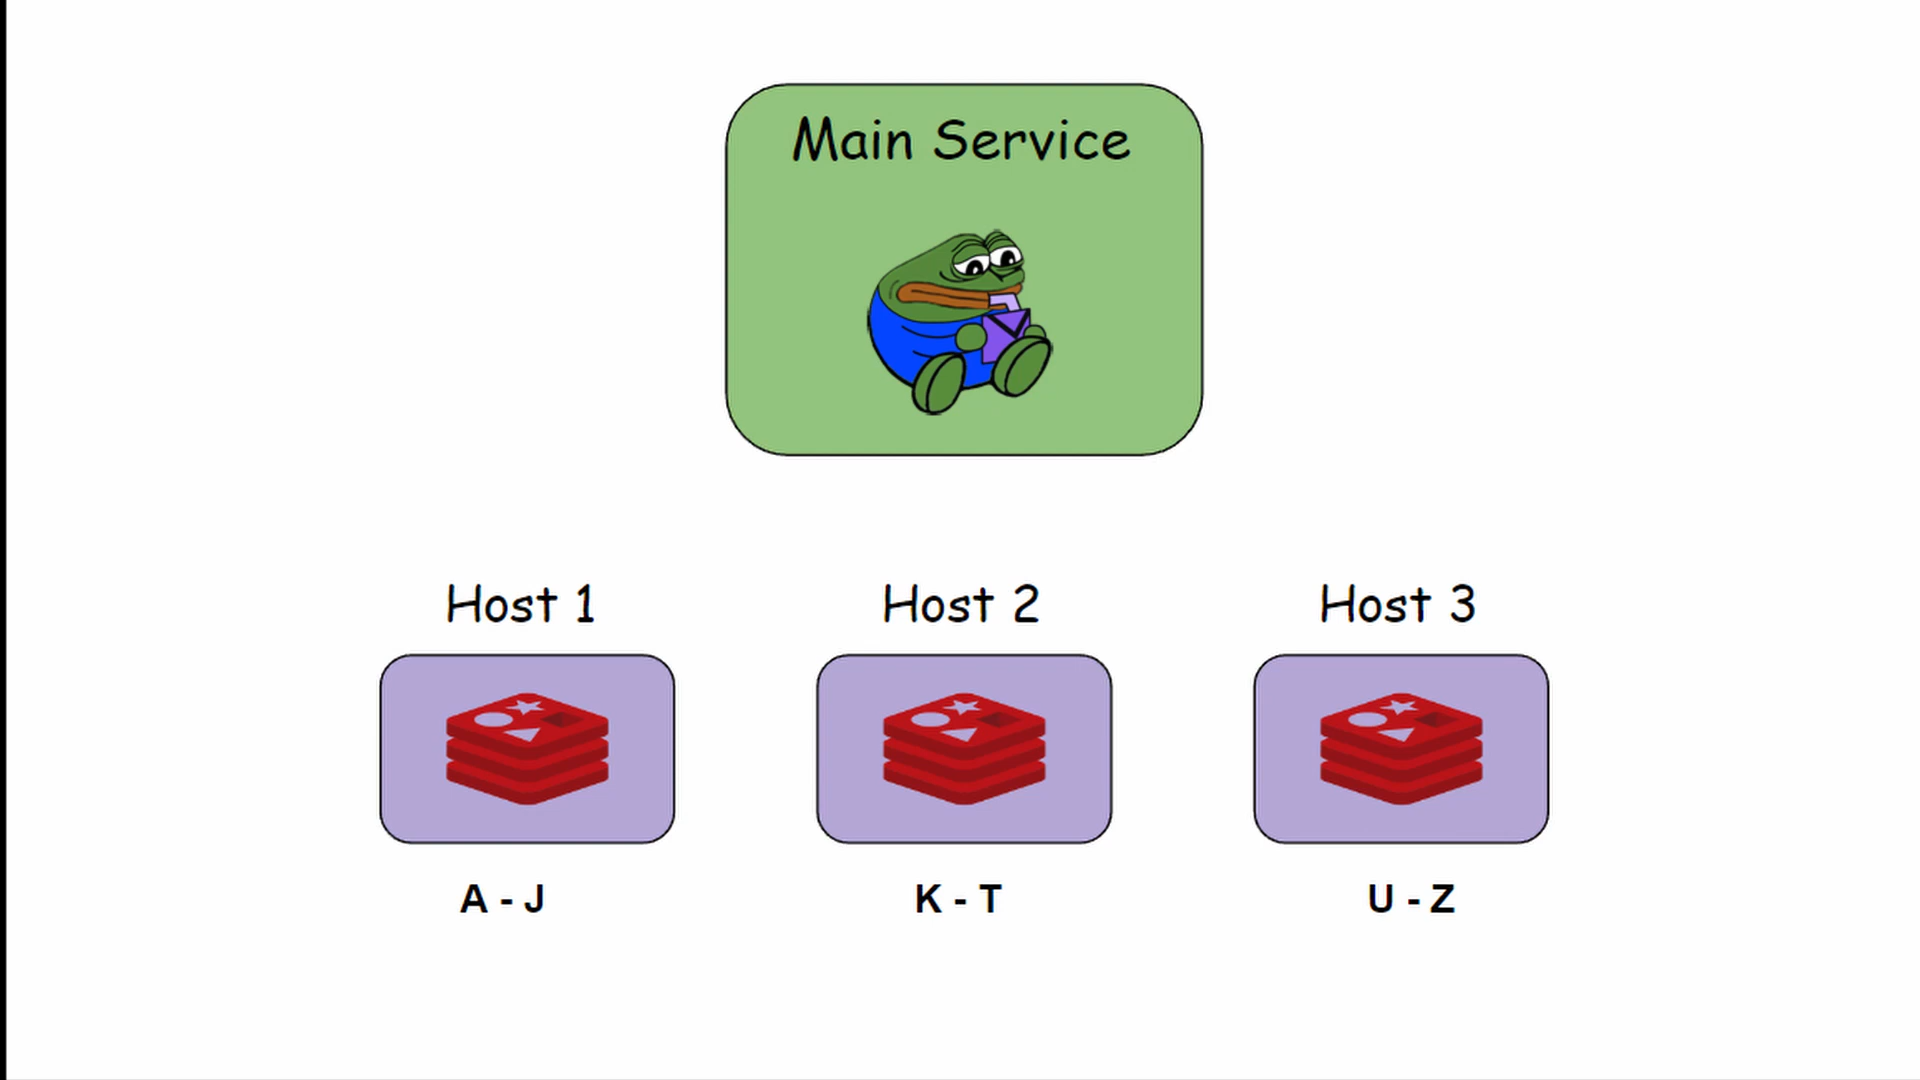 Main Service
Host 1
Host 2
Host 3
A - J
K - T
U - Z